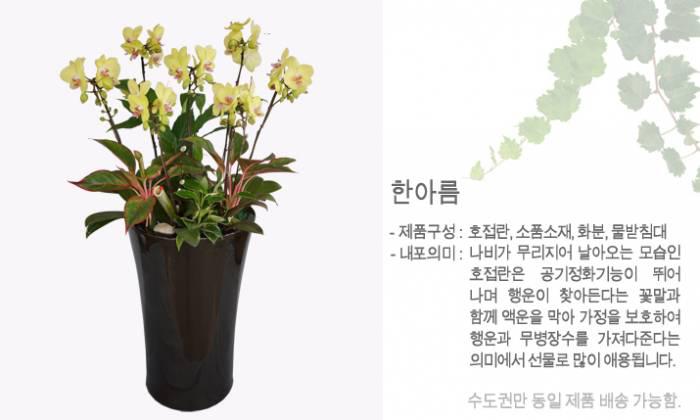 한아름
- 제품구성 : 호접란, 소품소재, 화분, 물받침대
- 내포의미 : 나비가 무리지어 날아오는 모습인
호접란은 공기정화기능이 뛰어
나며 행운이 찾아든다는 꽃말과
함께 액운을 막아 가정을 보호하여
행운과 무병장수를 가져다준다는
의미에서 선물로 많이 애용됩니다.
수도권만 동일 제품 배송 가능함.